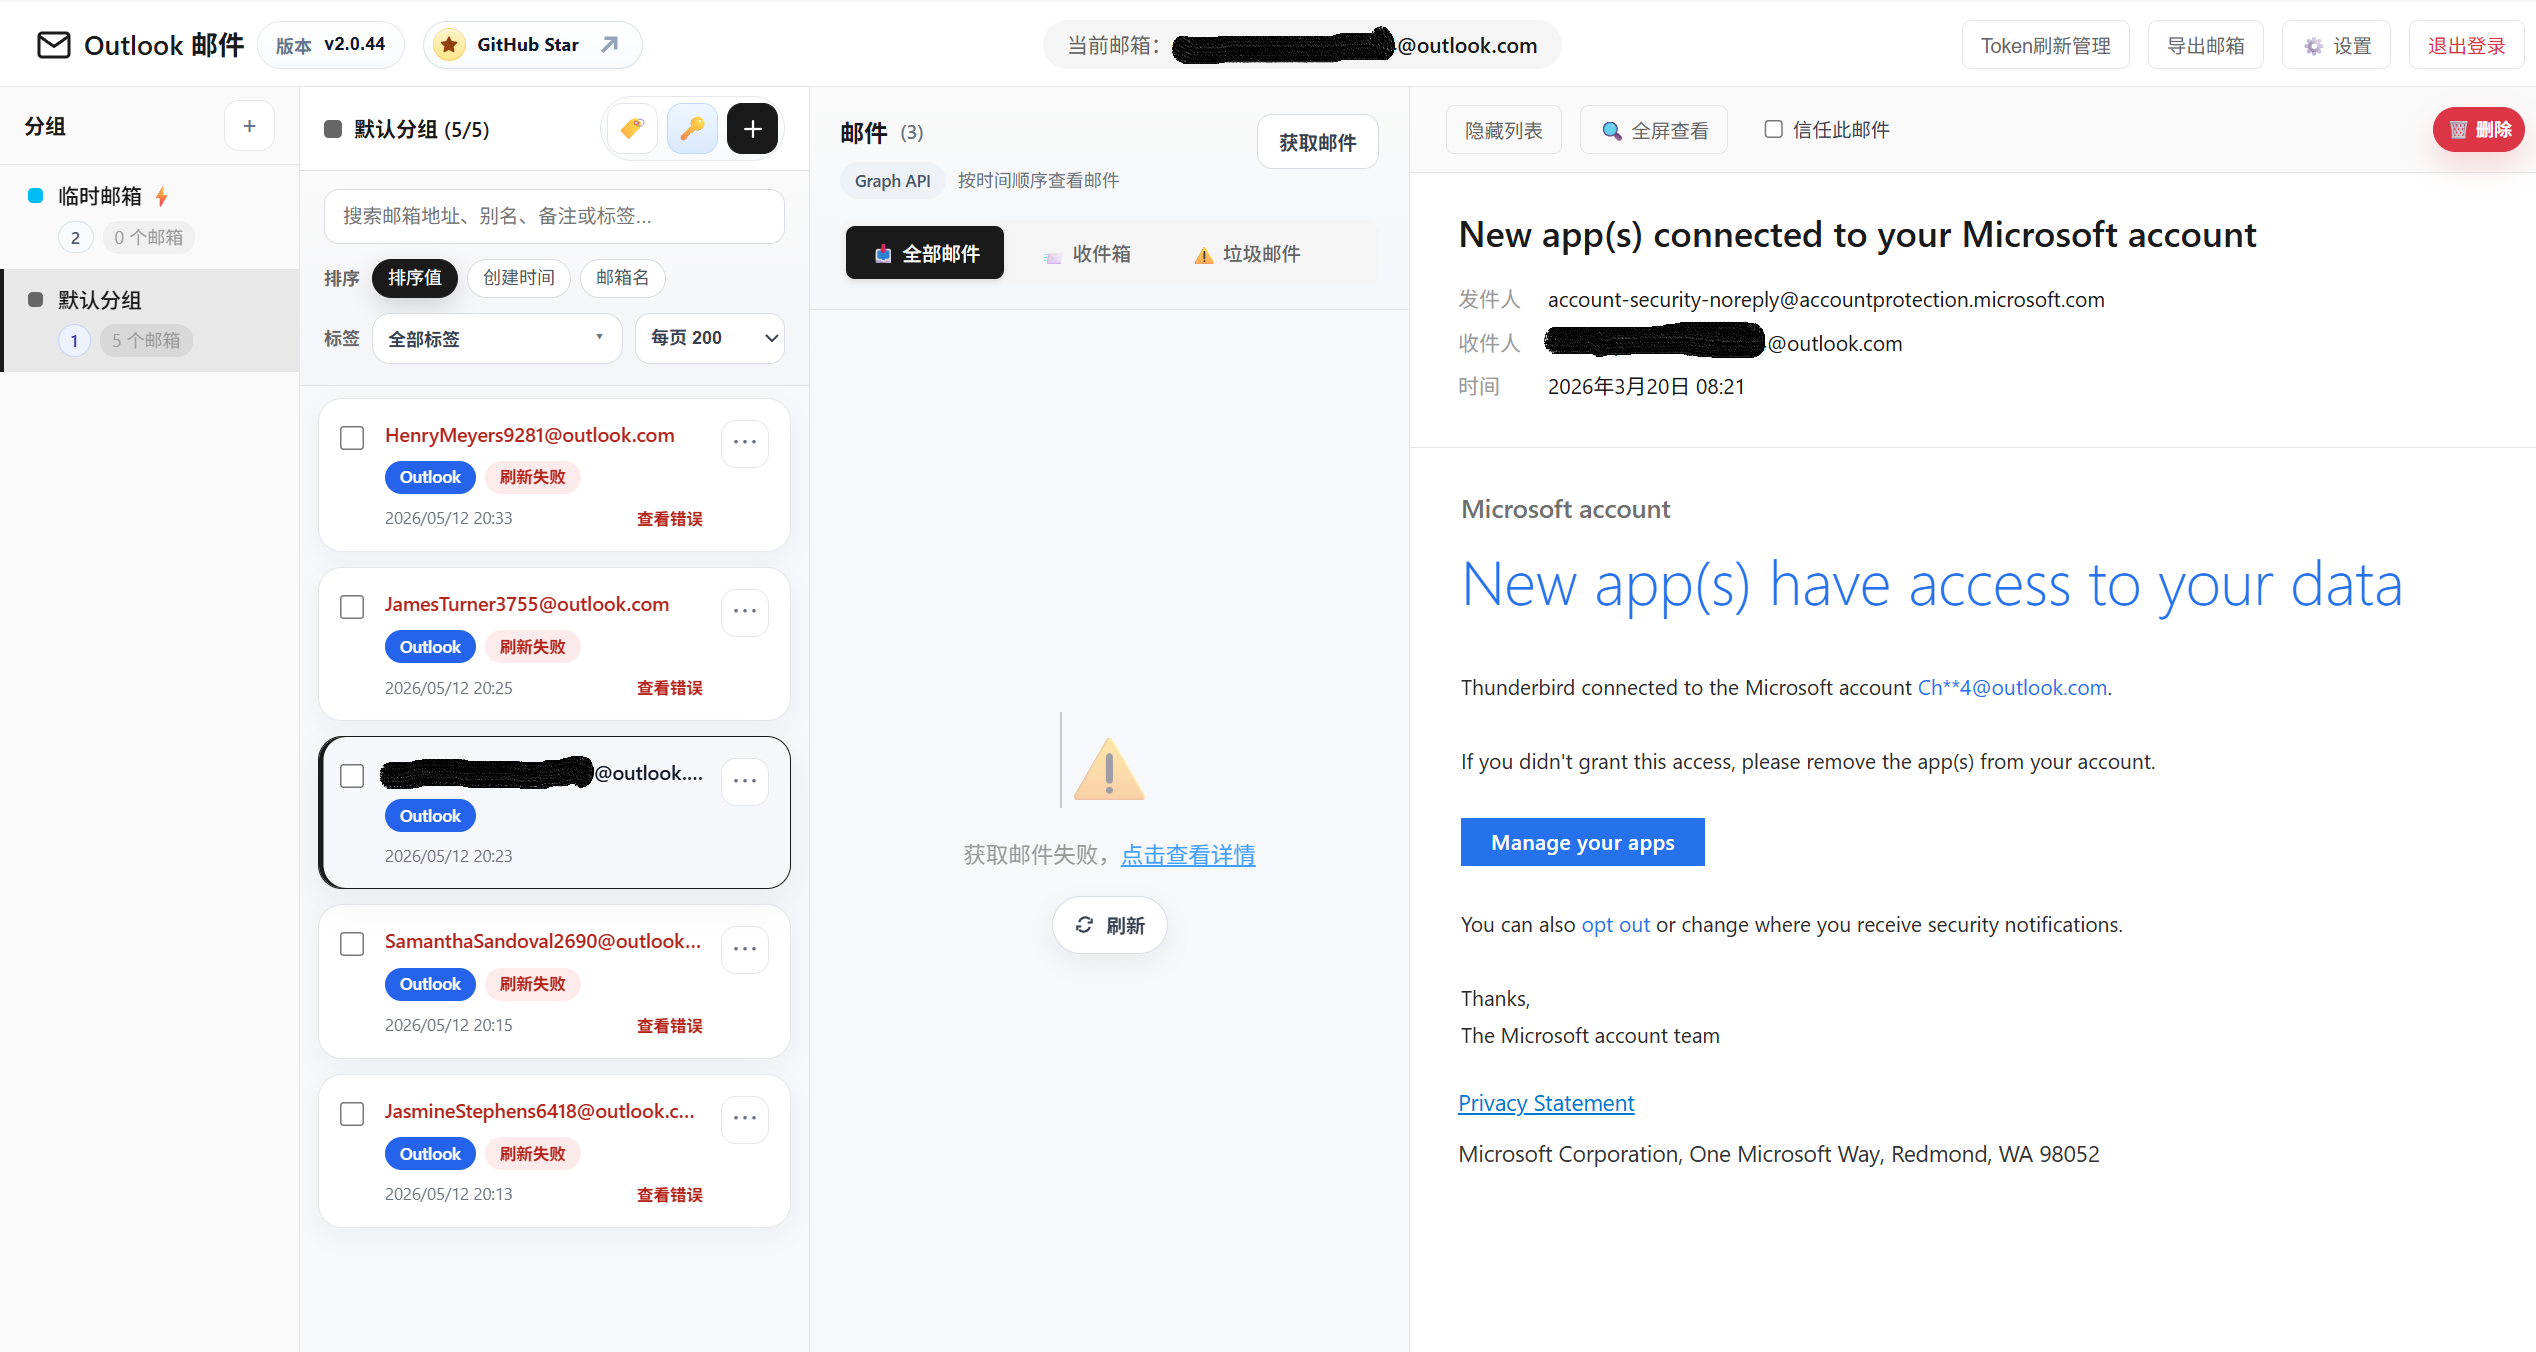 Outlook 邮件
版本 v2.0.44
GitHub Star
当前邮箱： @outlook.com
Token刷新管理
导出邮箱
设置
退出登录
分组
+
临时邮箱
2
0 个邮箱
默认分组
1
5 个邮箱
默认分组 (5/5)
+
搜索邮箱地址、别名、备注或标签...
排序
排序值
创建时间
邮箱名
标签
全部标签
每页 200
HenryMeyers9281@outlook.com
...
Outlook
刷新失败
2026/05/12 20:33
查看错误
JamesTurner3755@outlook.com
...
Outlook
刷新失败
2026/05/12 20:25
查看错误
@outlook....
...
Outlook
2026/05/12 20:23
SamanthaSandoval2690@outlook...
...
Outlook
刷新失败
2026/05/12 20:15
查看错误
JasmineStephens6418@outlook.c...
...
Outlook
刷新失败
2026/05/12 20:13
查看错误
邮件 (3)
获取邮件
Graph API
按时间顺序查看邮件
全部邮件
收件箱
垃圾邮件
获取邮件失败，点击查看详情
刷新
隐藏列表
全屏查看
信任此邮件
删除
New app(s) connected to your Microsoft account
发件人 account-security-noreply@accountprotection.microsoft.com
收件人 @outlook.com
时间 2026年3月20日 08:21
Microsoft account
New app(s) have access to your data
Thunderbird connected to the Microsoft account Ch**4@outlook.com.
If you didn't grant this access, please remove the app(s) from your account.
Manage your apps
You can also opt out or change where you receive security notifications.
Thanks,
The Microsoft account team
Privacy Statement
Microsoft Corporation, One Microsoft Way, Redmond, WA 98052